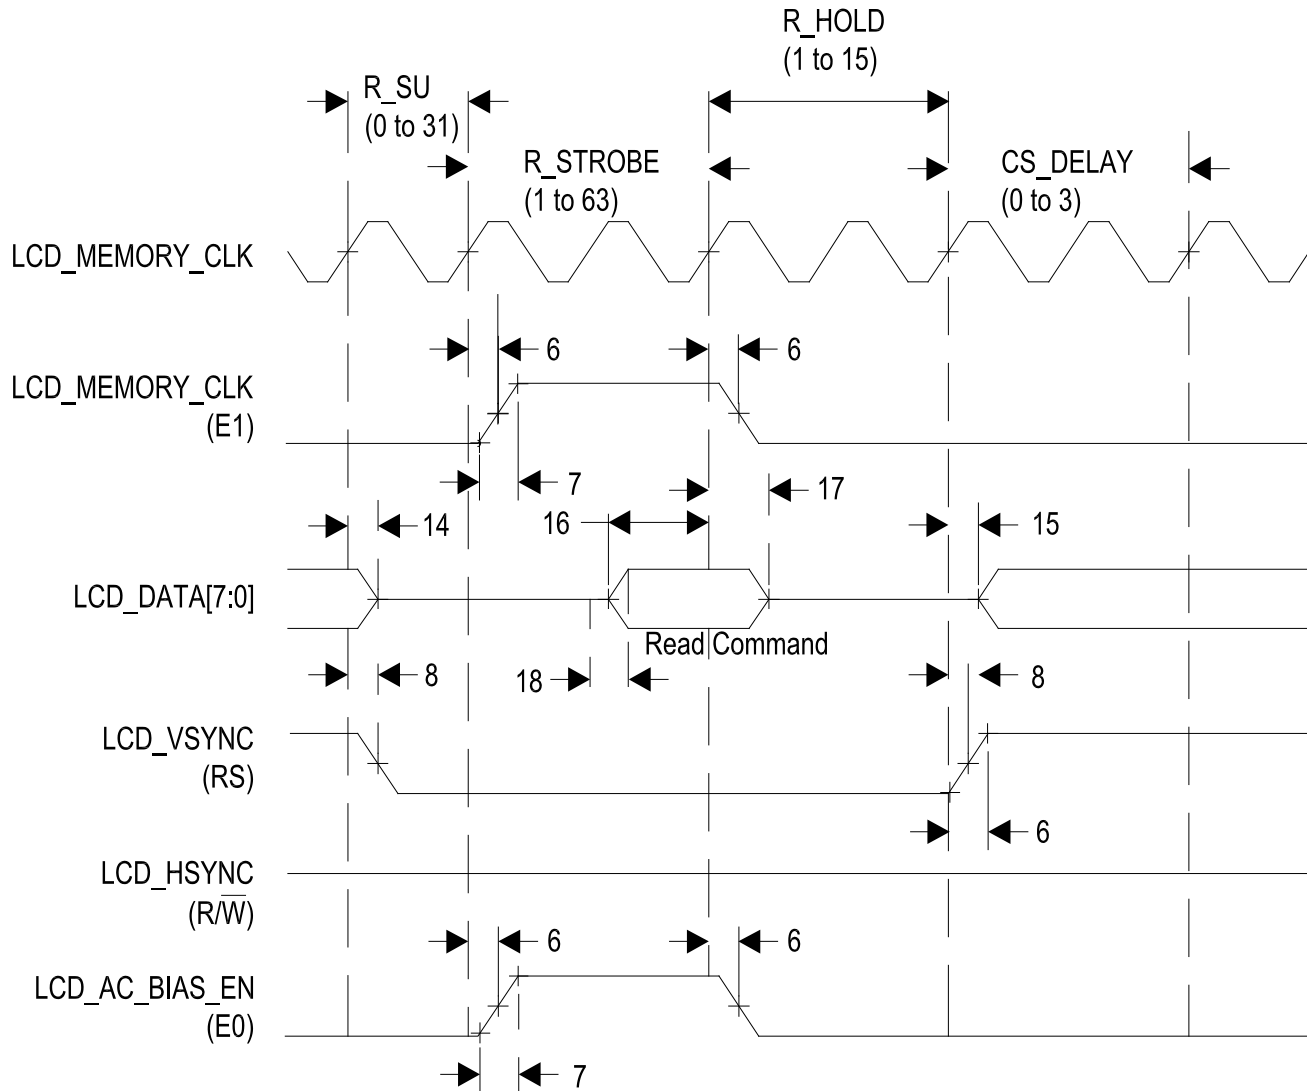 R_HOLD
(1 to 15)
R_SU
(0 to 31)
R_STROBE
(1 to 63)
CS_DELAY
(0 to 3)
LCD_MEMORY_CLK
6
6
LCD_MEMORY_CLK
(E1)
7
17
14
16
15
LCD_DATA[7:0]
Read Command
8
18
8
LCD_VSYNC
(RS)
6
LCD_HSYNC
(R/W̅)
6
6
LCD_AC_BIAS_EN
(E0)
7